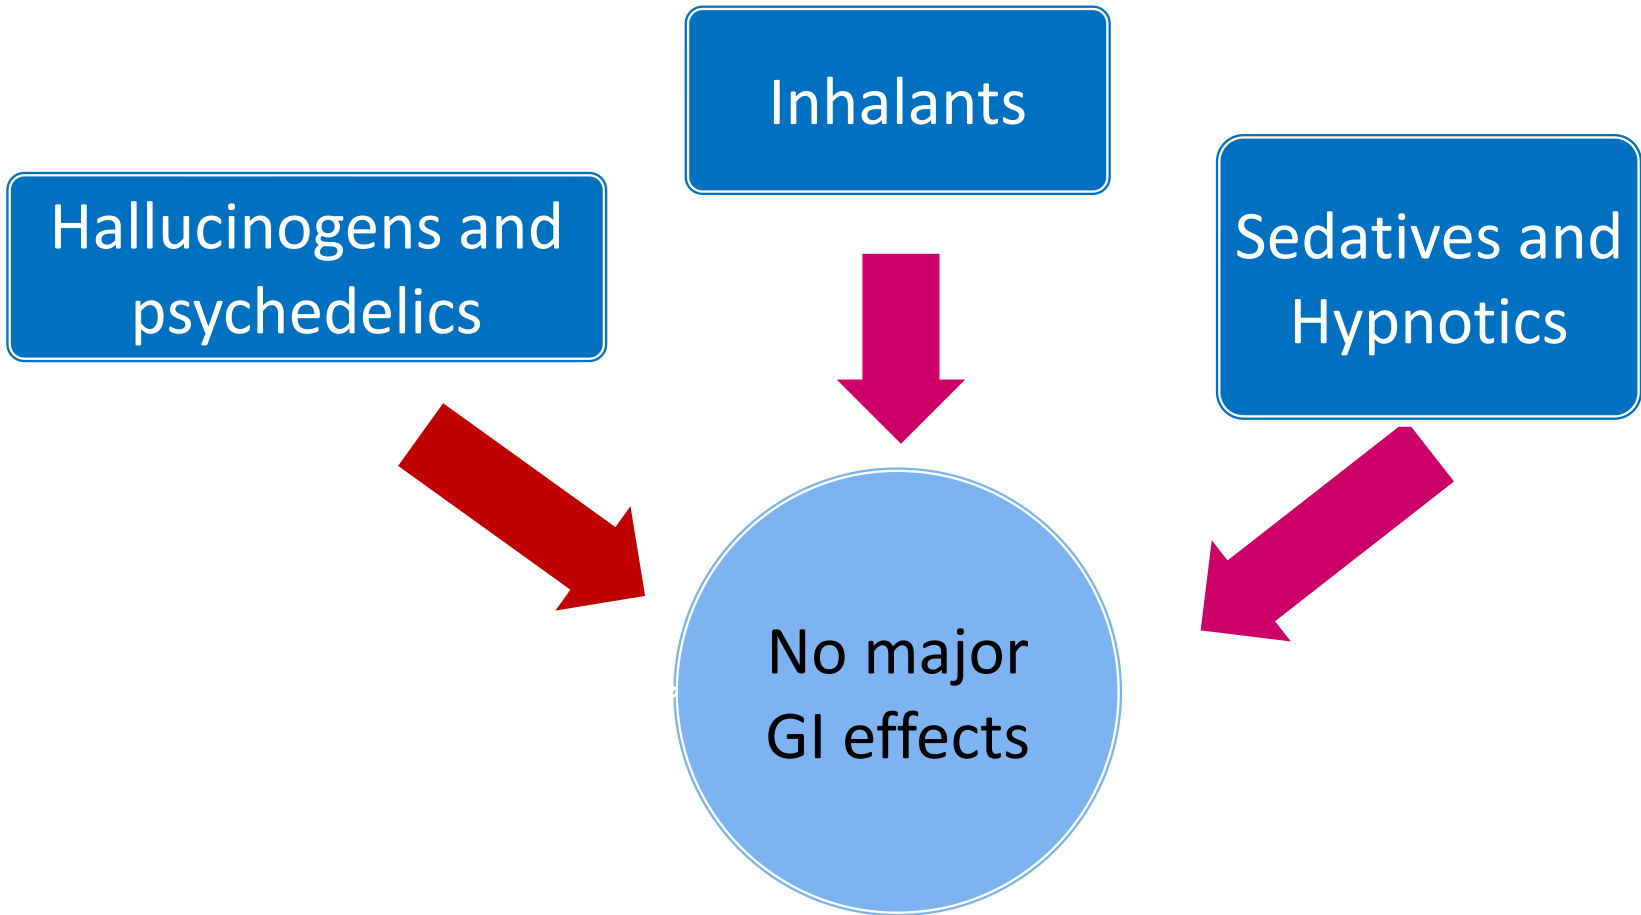 Inhalants
Hallucinogens and
psychedelics
Sedatives and
Hypnotics
No major
GI effects